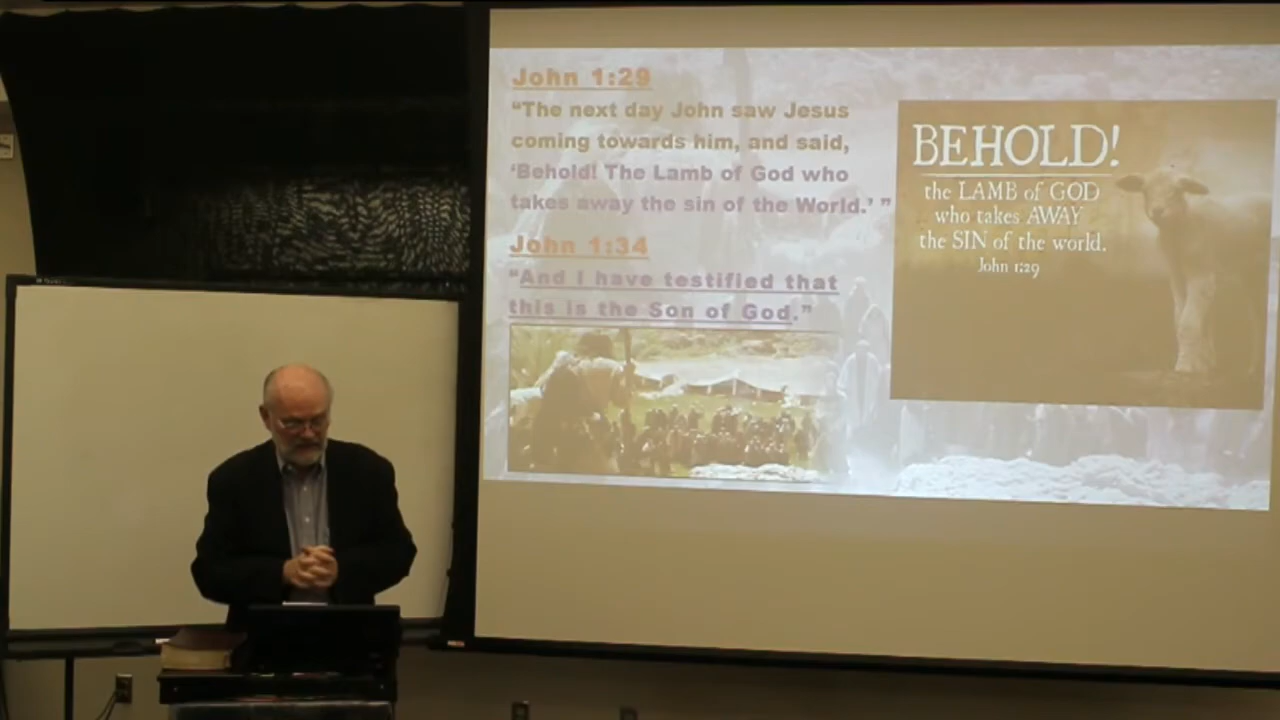 John 1:29
“The next day John saw Jesus
coming towards him, and said,
‘Behold! The Lamb of God who
takes away the sin of the World.’ ”
John 1:34
“And I have testified that
this is the Son of God.”
BEHOLD!
the LAMB of GOD
who takes AWAY
the SIN of the world.
John 1:29